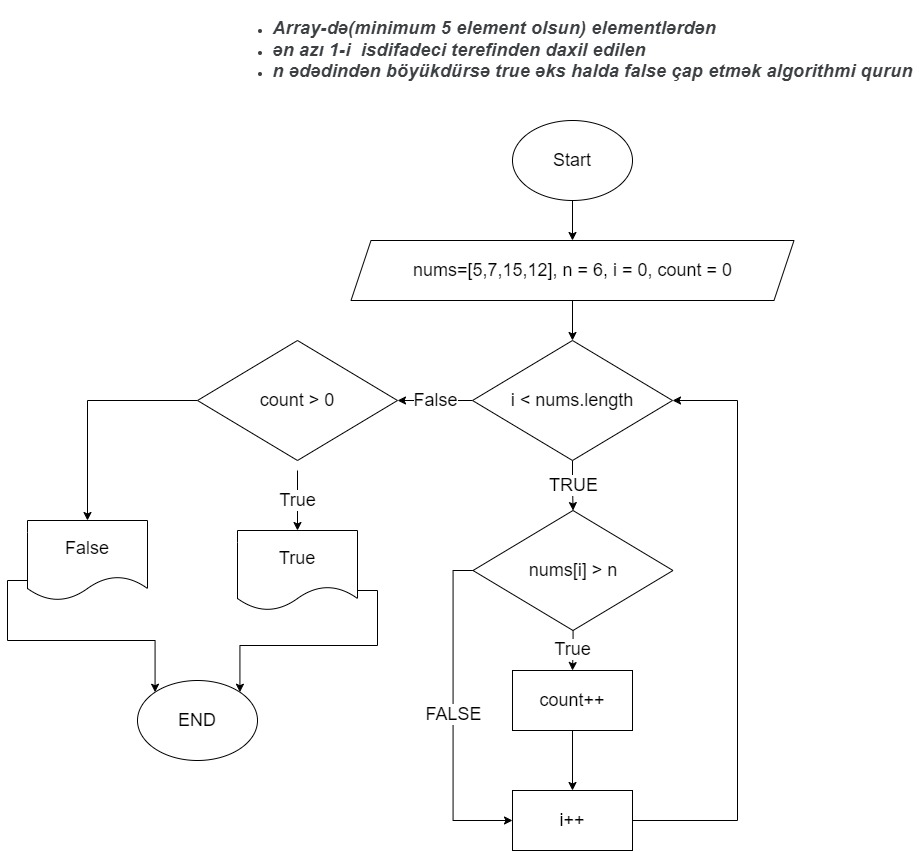 Array-də(minimum 5 element olsun) elementlərdən
ən azı 1-i  isdifadeci terefinden daxil edilen
n ədədindən böyükdürsə true əks halda false çap etmək algorithmi qurun
Start
nums=[5,7,15,12], n = 6, i = 0, count = 0
count > 0
False
i < nums.length
TRUE
True
False
True
nums[i] > n
True
count++
FALSE
END
i++